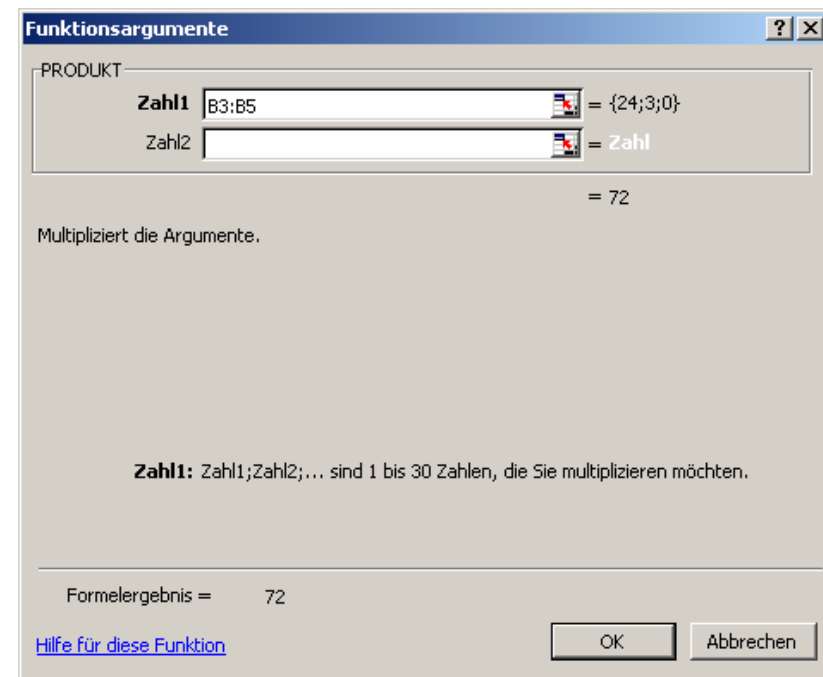 Funktionsargumente
PRODUKT
Zahl1 B3:B5 = {24;3;0}
Zahl2 = Zahl
= 72
Multipliziert die Argumente.
Zahl1: Zahl1;Zahl2;... sind 1 bis 30 Zahlen, die Sie multiplizieren möchten.
Formelergebnis = 72
Hilfe für diese Funktion OK Abbrechen